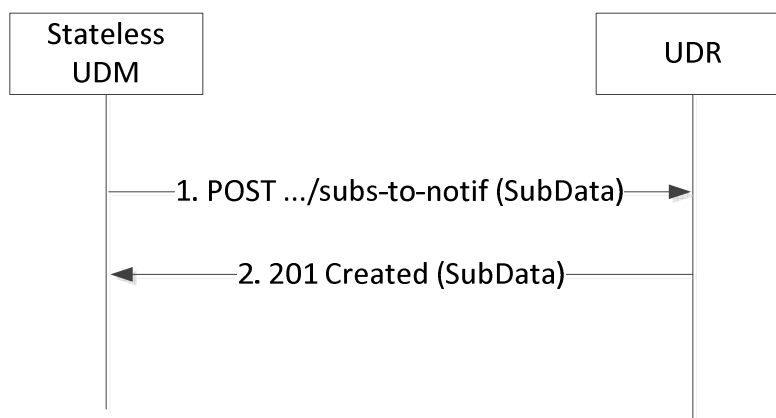 Stateless
UDM
UDR
1. POST .../subs-to-notif (SubData)
2. 201 Created (SubData)